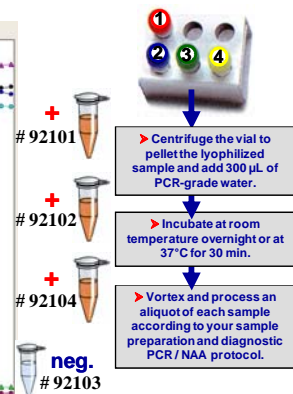 1
2
3
4
+
# 92101
+
# 92102
+
# 92104
neg.
# 92103
➤ Centrifuge the vial to
pellet the lyophilized
sample and add 300 µL of
PCR-grade water.
➤ Incubate at room
temperature overnight or at
37°C for 30 min.
➤ Vortex and process an
aliquot of each sample
according to your sample
preparation and diagnostic
PCR / NAA protocol.